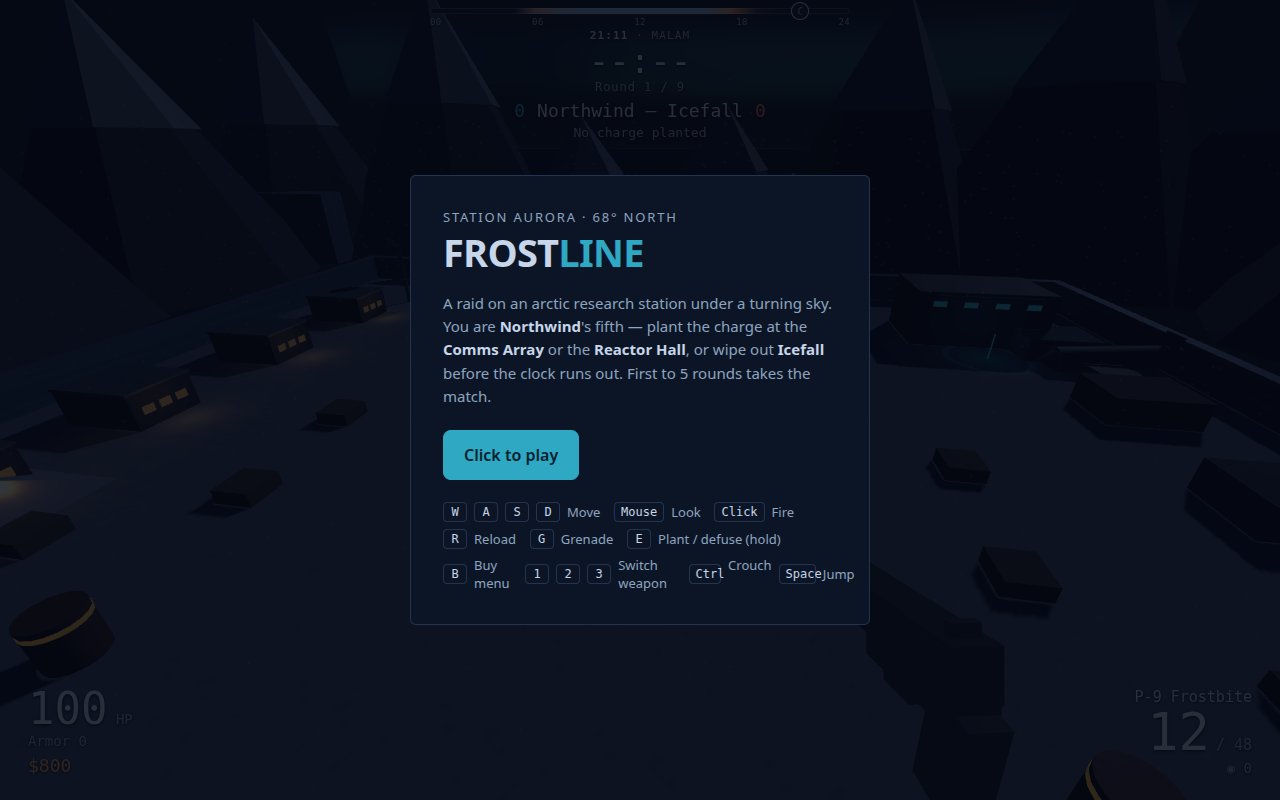 00 06 12 18 24
21:11 · MALAM
--:--
Round 1 / 9
0 Northwind — Icefall 0
No charge planted
STATION AURORA · 68° NORTH
FROSTLINE
A raid on an arctic research station under a turning sky.
You are Northwind's fifth — plant the charge at the
Comms Array or the Reactor Hall, or wipe out Icefall
before the clock runs out. First to 5 rounds takes the
match.
Click to play
W A S D Move Mouse Look Click Fire
R Reload G Grenade E Plant / defuse (hold)
B Buy menu 1 2 3 Switch weapon Ctrl Crouch Space Jump
100 HP
Armor 0
$800
P-9 Frostbite
12 / 48
◉ 0